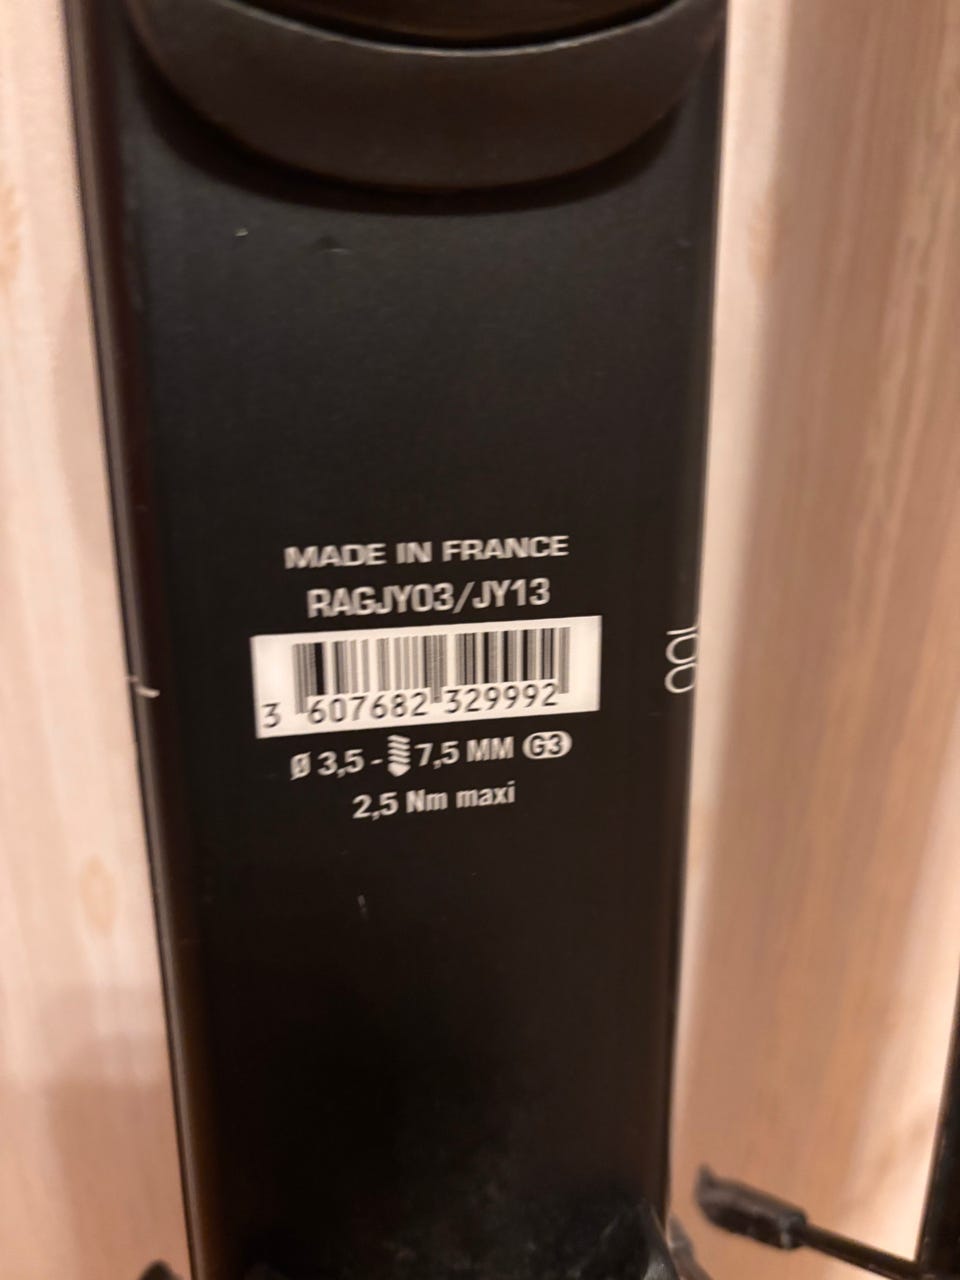 MADE IN FRANCE
RAGJY03/JY13
3 607682 329992
Ø 3,5 - 7,5 MM G3
2,5 Nm maxi